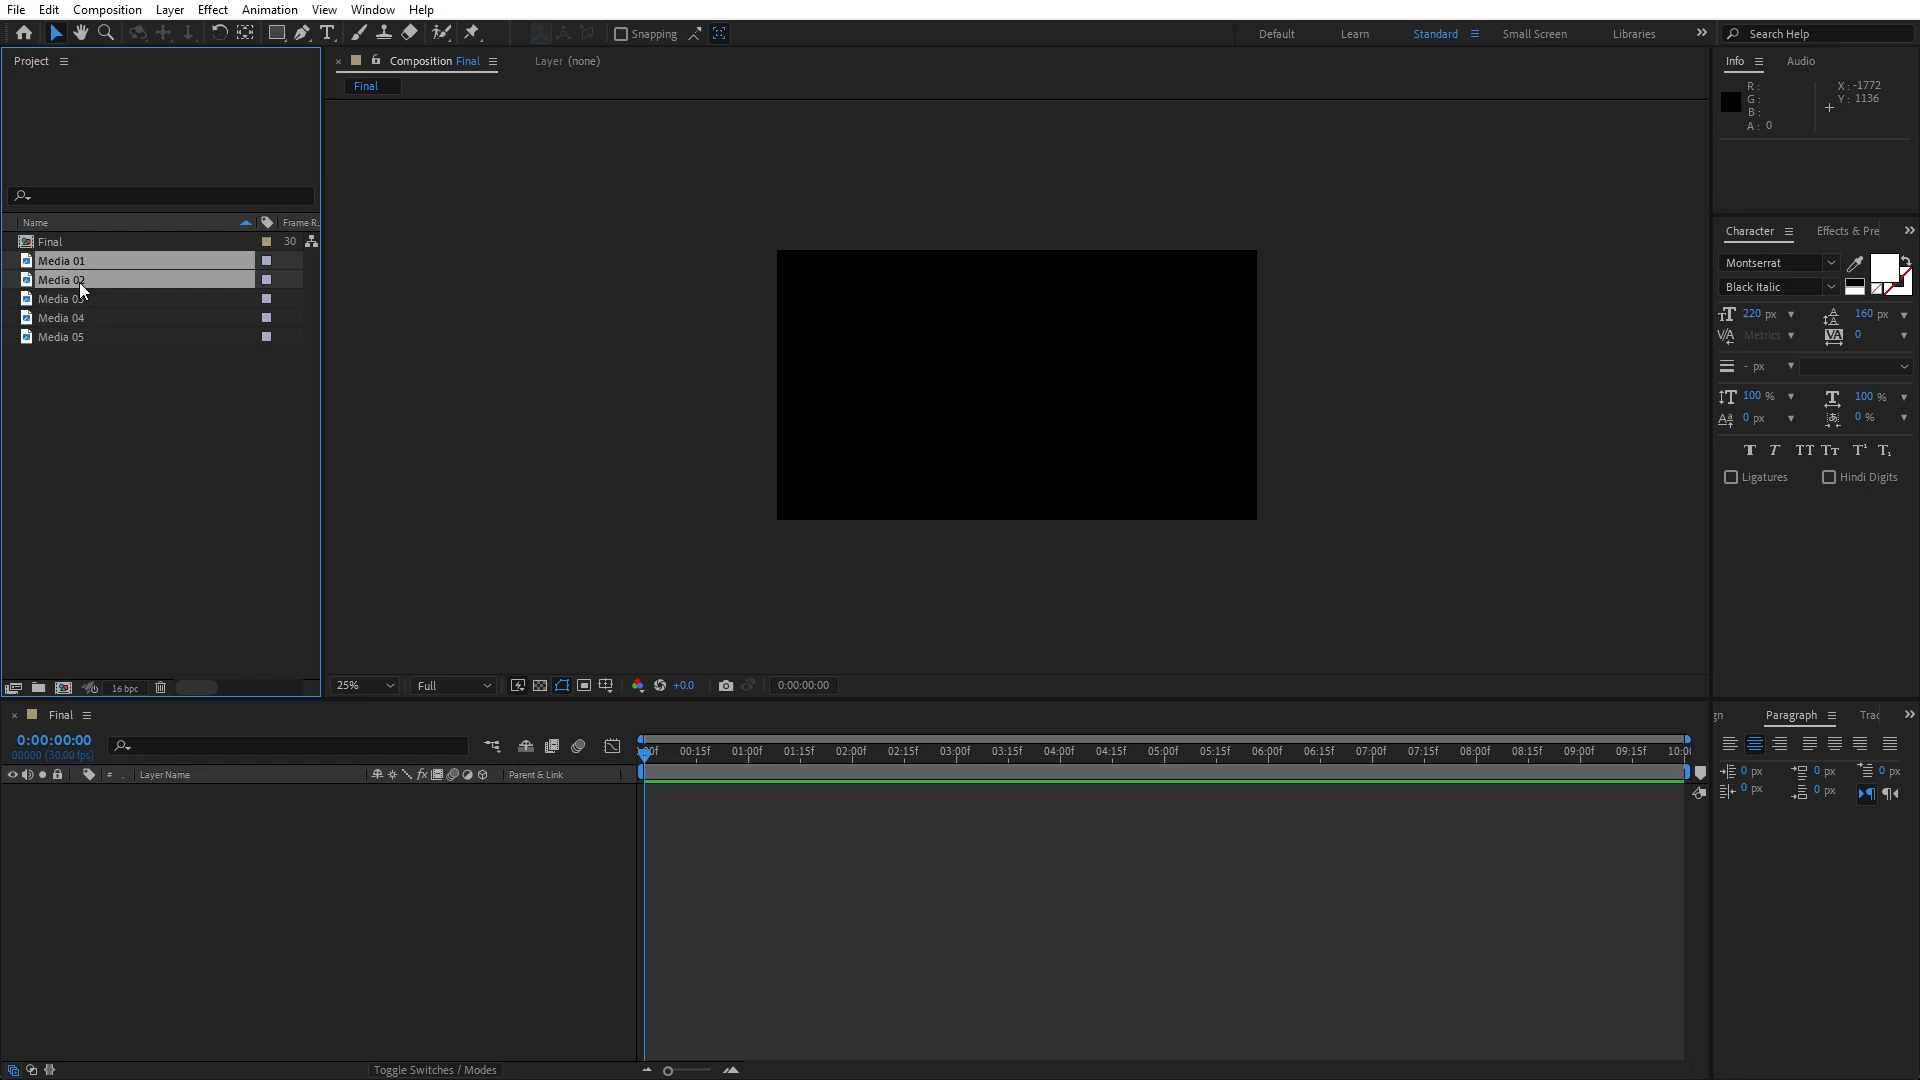 File Edit Composition Layer Effect Animation View Window Help
Snapping
Default Learn Standard Small Screen Libraries
Search Help
Project
Composition Final
Layer (none)
Final
Info Audio
R:
G:
B:
A: 0
X: -1772
Y: 1136
Name Frame R
Final 30
Media 01
Media 02
Media 03
Media 04
Media 05
Character Effects & Pre
Montserrat
Black Italic
220 px 160 px
Metrics 0
- px
100 % 100 %
0 px 0 %
Ligatures Hindi Digits
16 bpc
25% Full +0.0 0:00:00:00
Final
0:00:00:00
00000 (30.00 fps)
# . Layer Name Parent & Link
00:15f 01:00f 01:15f 02:00f 02:15f 03:00f 03:15f 04:00f 04:15f 05:00f 05:15f 06:00f 06:15f 07:00f 07:15f 08:00f 08:15f 09:00f 09:15f 10:00
Paragraph
0 px 0 px 0 px
0 px 0 px
Toggle Switches / Modes